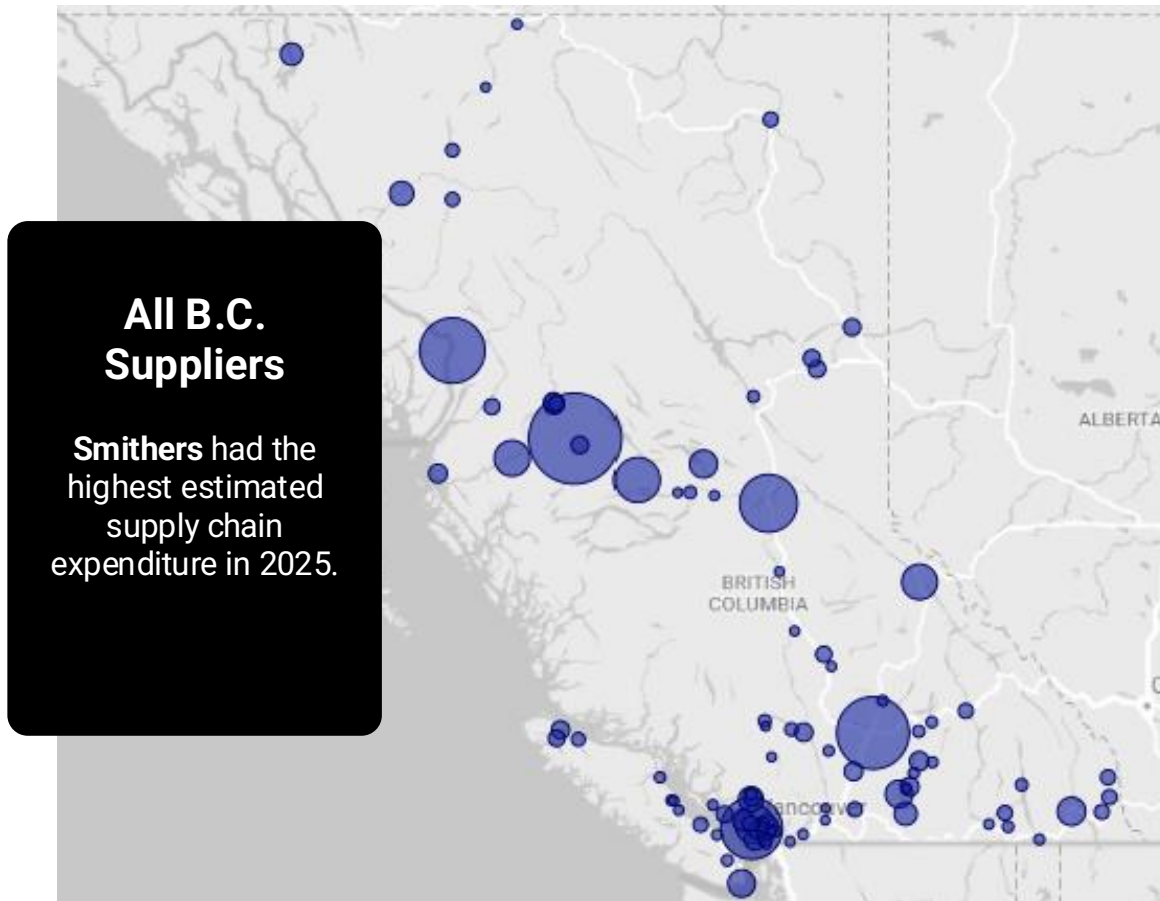 All B.C.
Suppliers
Smithers had the
highest estimated
supply chain
expenditure in 2025.
ALBERTA
BRITISH
COLUMBIA